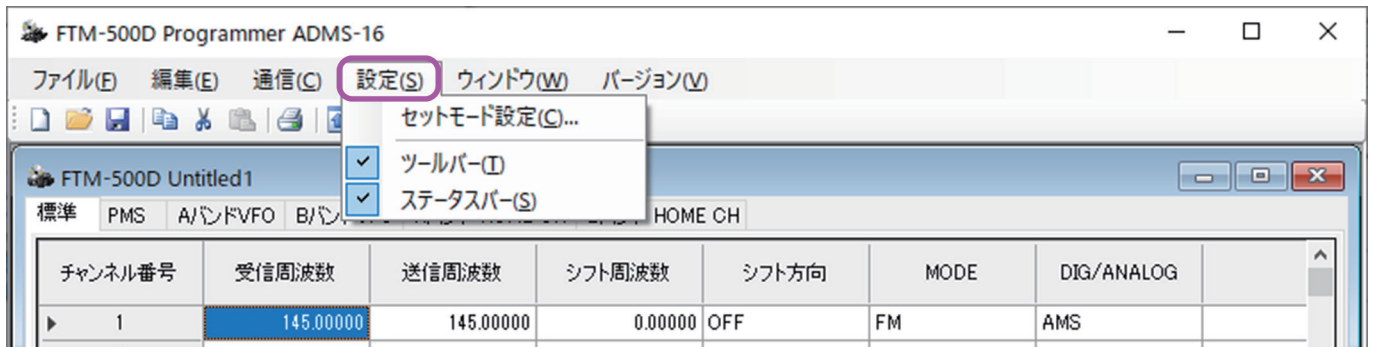 FTM-500D Programmer ADMS-16
ファイル(F) 編集(E) 通信(C) 設定(S) ウィンドウ(W) バージョン(V)
セットモード設定(C)...
ツールバー(T)
ステータスバー(S)
FTM-500D Untitled1
標準 PMS AバンドVFO HOME CH
チャンネル番号 受信周波数 送信周波数 シフト周波数 シフト方向 MODE DIG/ANALOG
1 145.00000 145.00000 0.00000 OFF FM AMS